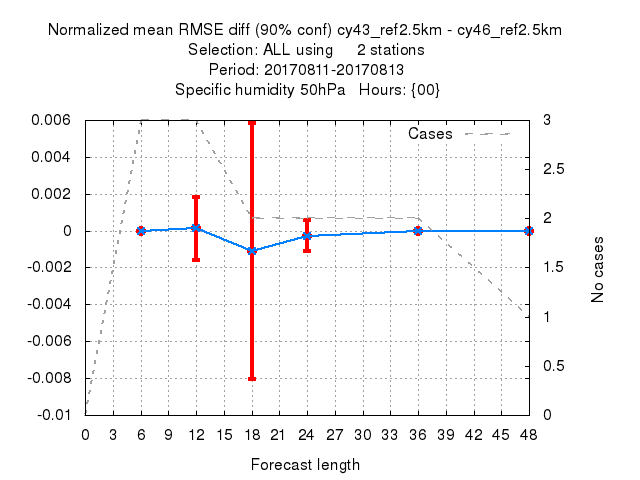 Normalized mean RMSE diff (90% conf) cy43_ref2.5km - cy46_ref2.5km
Selection: ALL using 2 stations
Period: 20170811-20170813
Specific humidity 50hPa Hours: {00}
Cases
0.006
0.004
0.002
0
-0.002
-0.004
-0.006
-0.008
-0.01
3
2.5
2
1.5
1
0.5
0
No cases
0 3 6 9 12 15 18 21 24 27 30 33 36 39 42 45 48
Forecast length